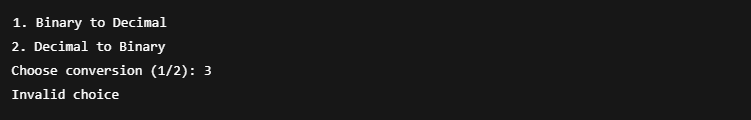 1. Binary to Decimal
2. Decimal to Binary
Choose conversion (1/2): 3
Invalid choice